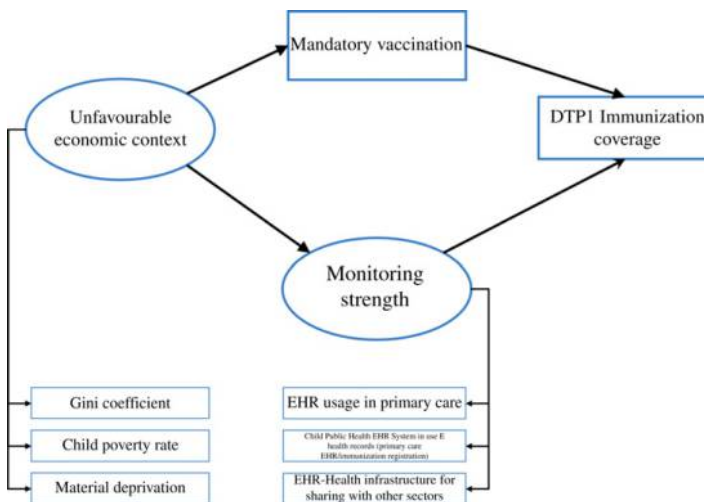 Mandatory vaccination
Unfavourable
economic context
DTP1 Immunization
coverage
Monitoring
strength
Gini coefficient
Child poverty rate
Material deprivation
EHR usage in primary care
Child Public Health EHR System in use E
health records (primary care
EHR/immunization registration)
EHR-Health infrastructure for
sharing with other sectors